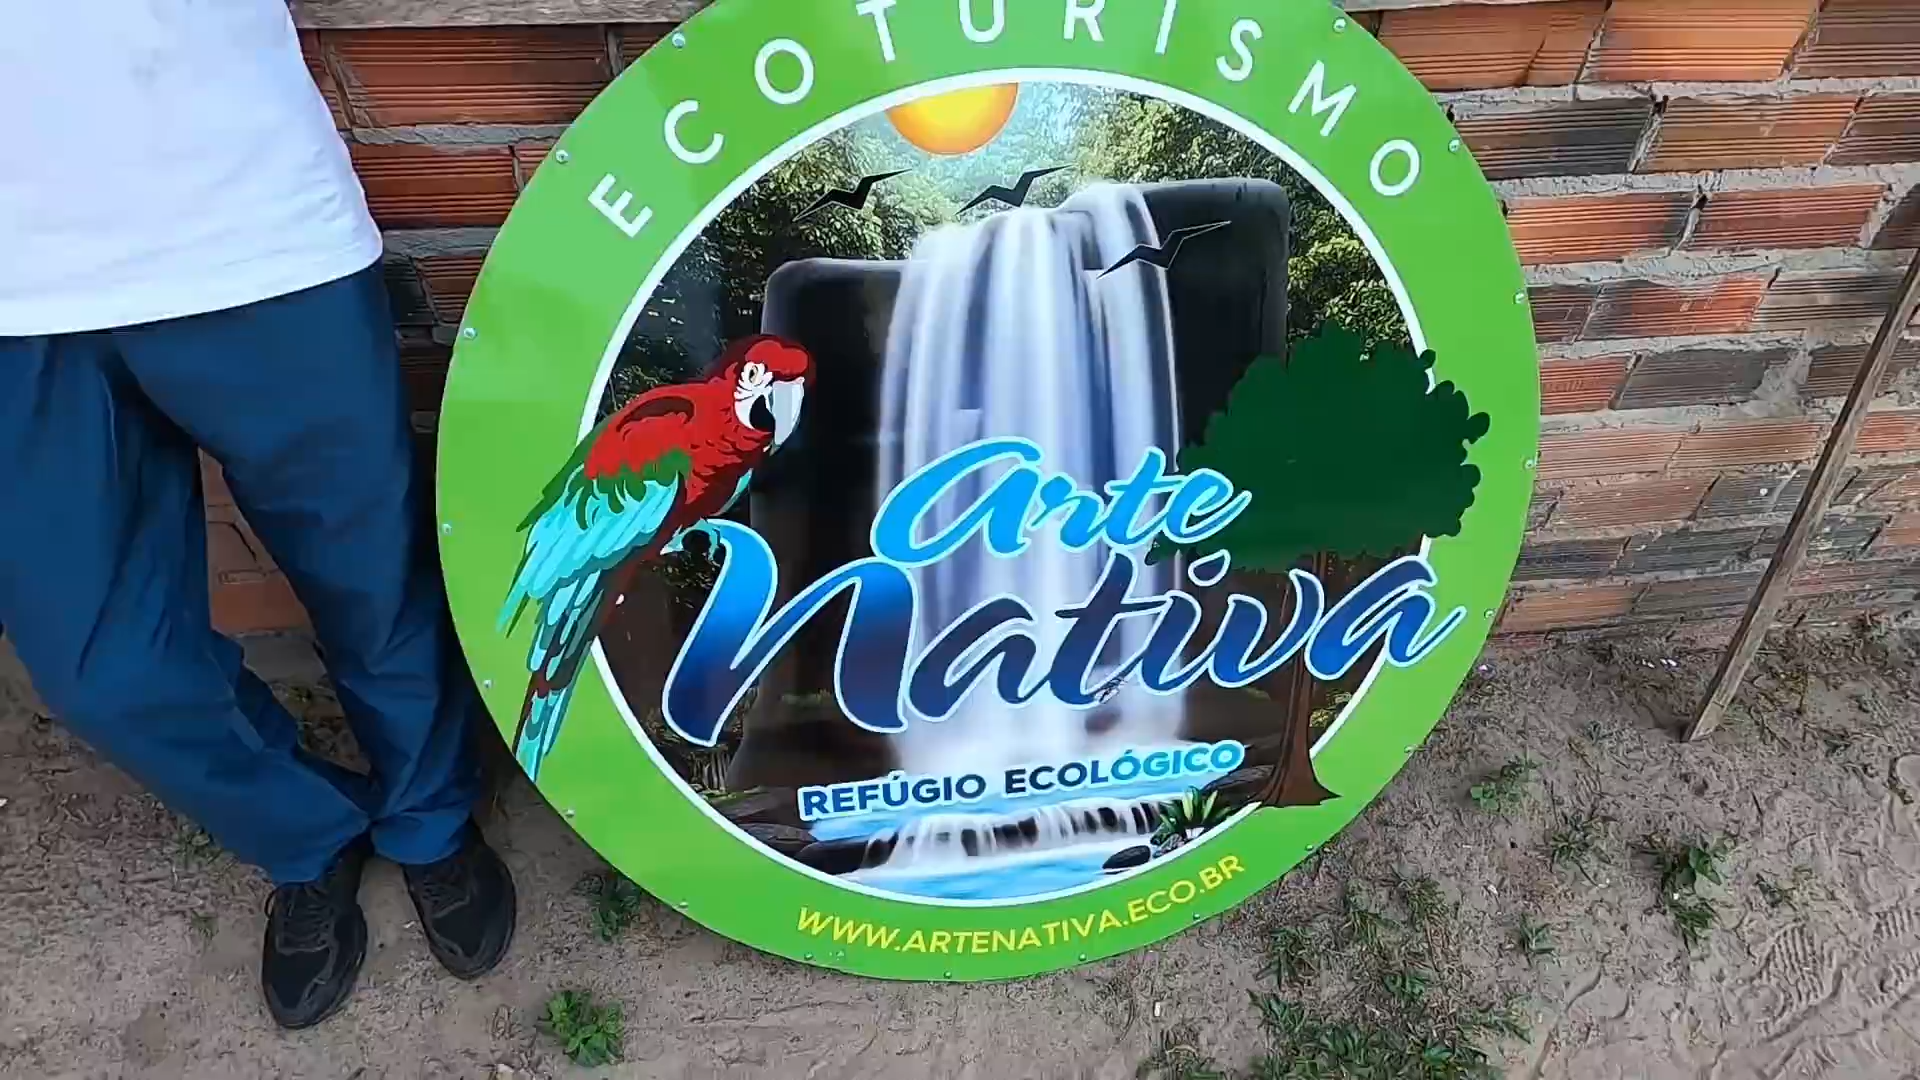 ECOTURISMO
Arte
Nativa
REFÚGIO ECOLÓGICO
WWW.ARTENATIVA.ECO.BR